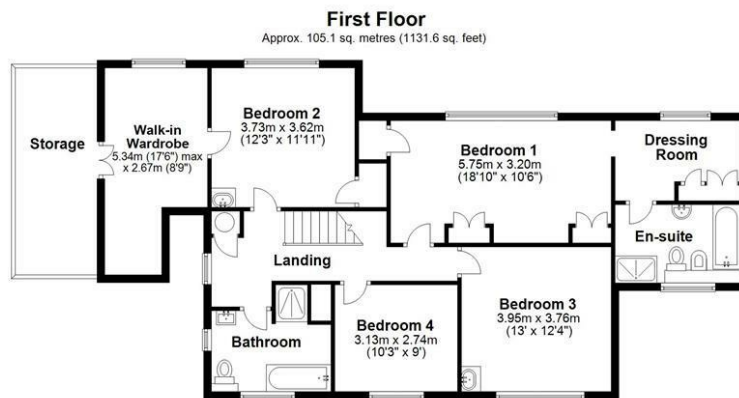 First Floor
Approx. 105.1 sq. metres (1131.6 sq. feet)
Storage
Walk-in
Wardrobe
5.34m (17'6") max
x 2.67m (8'9")
Bedroom 2
3.73m x 3.62m
(12'3" x 11'11")
Bedroom 1
5.75m x 3.20m
(18'10" x 10'6")
Dressing
Room
En-suite
Landing
Bathroom
Bedroom 4
3.13m x 2.74m
(10'3" x 9')
Bedroom 3
3.95m x 3.76m
(13' x 12'4")